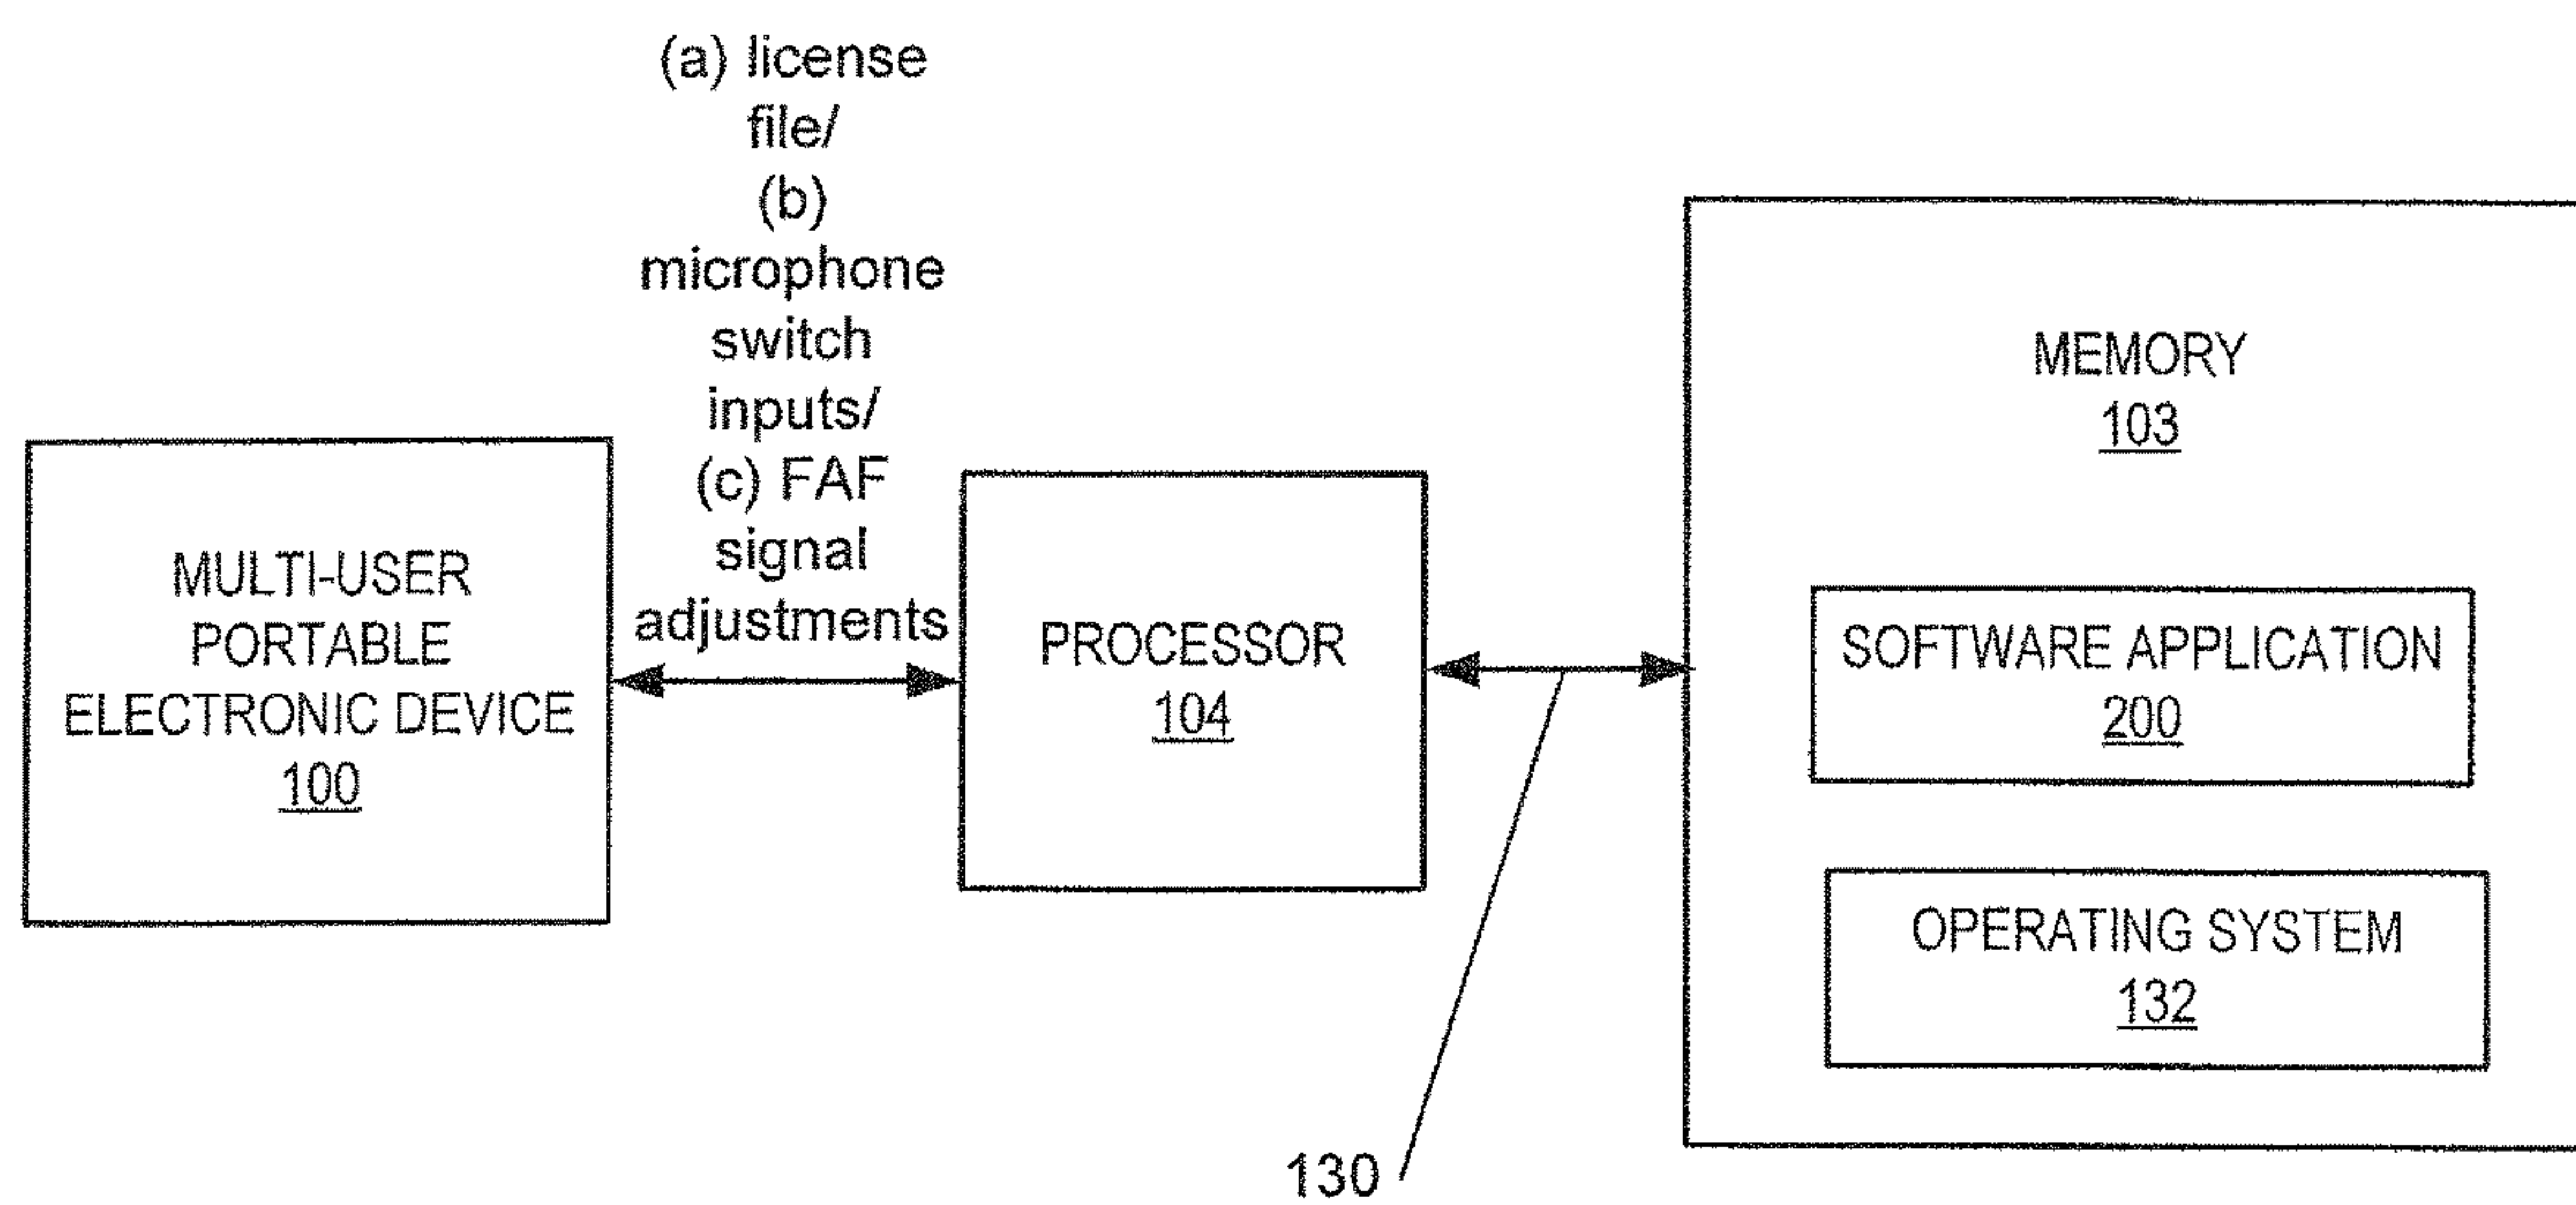 (a) license
file/
(b)
microphone
switch
inputs/
(c) FAF
signal
adjustments
MULTI-USER
PORTABLE
ELECTRONIC DEVICE
100
PROCESSOR
104
MEMORY
103
SOFTWARE APPLICATION
200
OPERATING SYSTEM
132
130